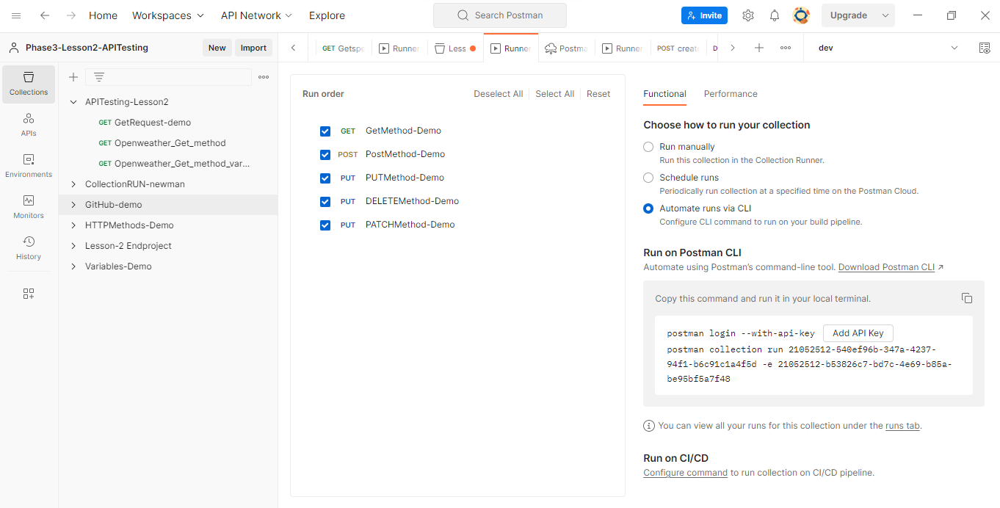 Home Workspaces API Network Explore Search Postman Invite Upgrade
Phase3-Lesson2-APITesting New Import
GET Getspe Runner Less Runner Postma Runner POST create D dev
Collections
APIs
Environments
Monitors
History
APITesting-Lesson2
GET GetRequest-demo
GET Openweather_Get_method
GET Openweather_Get_method_var...
CollectionRUN-newman
GitHub-demo
HTTPMethods-Demo
Lesson-2 Endproject
Variables-Demo
Run order Deselect All Select All Reset
GET GetMethod-Demo
POST PostMethod-Demo
PUT PUTMethod-Demo
PUT DELETEMethod-Demo
PUT PATCHMethod-Demo
Functional Performance
Choose how to run your collection
Run manually
Run this collection in the Collection Runner.
Schedule runs
Periodically run collection at a specified time on the Postman Cloud.
Automate runs via CLI
Configure CLI command to run on your build pipeline.
Run on Postman CLI
Automate using Postman's command-line tool. Download Postman CLI ↗
Copy this command and run it in your local terminal.
postman login --with-api-key Add API Key
postman collection run 21052512-540ef96b-347a-4237-
94f1-b6c91c1a4f5d -e 21052512-b53826c7-bd7c-4e69-b85a-
be95bf5a7f48
You can view all your runs for this collection under the runs tab.
Run on CI/CD
Configure command to run collection on CI/CD pipeline.